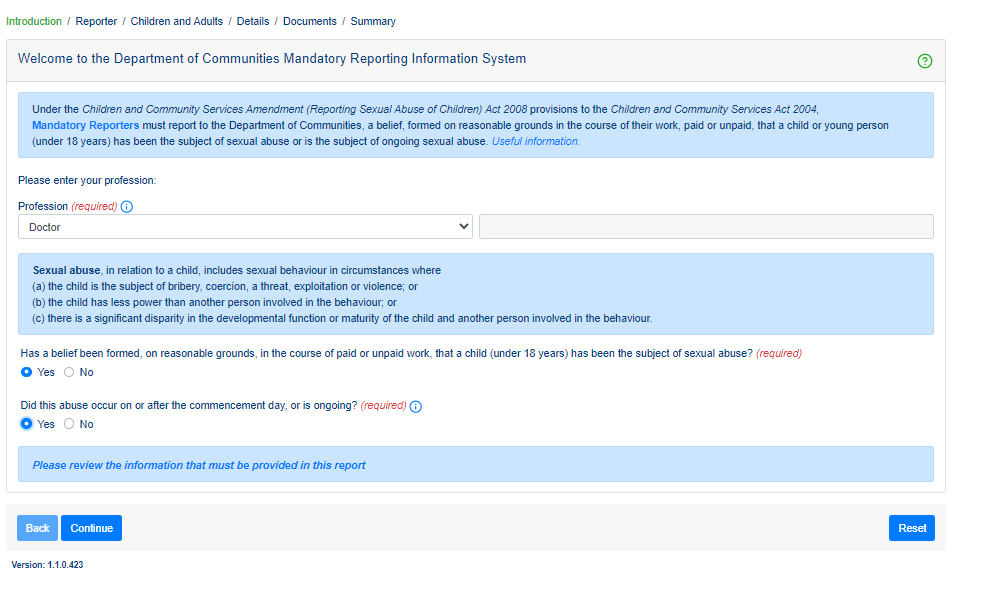 Introduction / Reporter / Children and Adults / Details / Documents / Summary
Welcome to the Department of Communities Mandatory Reporting Information System
Under the Children and Community Services Amendment (Reporting Sexual Abuse of Children) Act 2008 provisions to the Children and Community Services Act 2004,
Mandatory Reporters must report to the Department of Communities, a belief, formed on reasonable grounds in the course of their work, paid or unpaid, that a child or young person
(under 18 years) has been the subject of sexual abuse or is the subject of ongoing sexual abuse. Useful information.
Please enter your profession:
Profession (required)
Doctor
Sexual abuse, in relation to a child, includes sexual behaviour in circumstances where
(a) the child is the subject of bribery, coercion, a threat, exploitation or violence; or
(b) the child has less power than another person involved in the behaviour; or
(c) there is a significant disparity in the developmental function or maturity of the child and another person involved in the behaviour.
Has a belief been formed, on reasonable grounds, in the course of paid or unpaid work, that a child (under 18 years) has been the subject of sexual abuse? (required)
Yes No
Did this abuse occur on or after the commencement day, or is ongoing? (required)
Yes No
Please review the information that must be provided in this report
Back Continue Reset
Version: 1.1.0.423